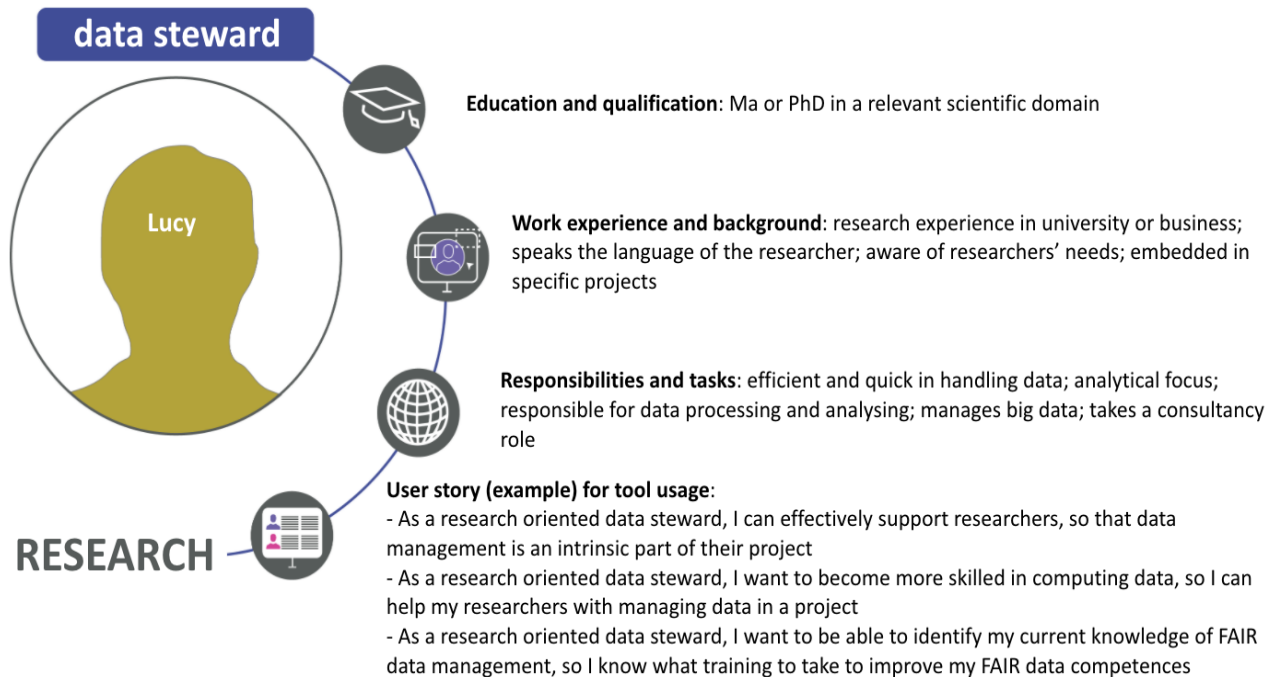 data steward
Lucy
Education and qualification: Ma or PhD in a relevant scientific domain
Work experience and background: research experience in university or business;
speaks the language of the researcher; aware of researchers’ needs; embedded in
specific projects
Responsibilities and tasks: efficient and quick in handling data; analytical focus;
responsible for data processing and analysing; manages big data; takes a consultancy
role
RESEARCH
User story (example) for tool usage:
- As a research oriented data steward, I can effectively support researchers, so that data
management is an intrinsic part of their project
- As a research oriented data steward, I want to become more skilled in computing data, so I can
help my researchers with managing data in a project
- As a research oriented data steward, I want to be able to identify my current knowledge of FAIR
data management, so I know what training to take to improve my FAIR data competences